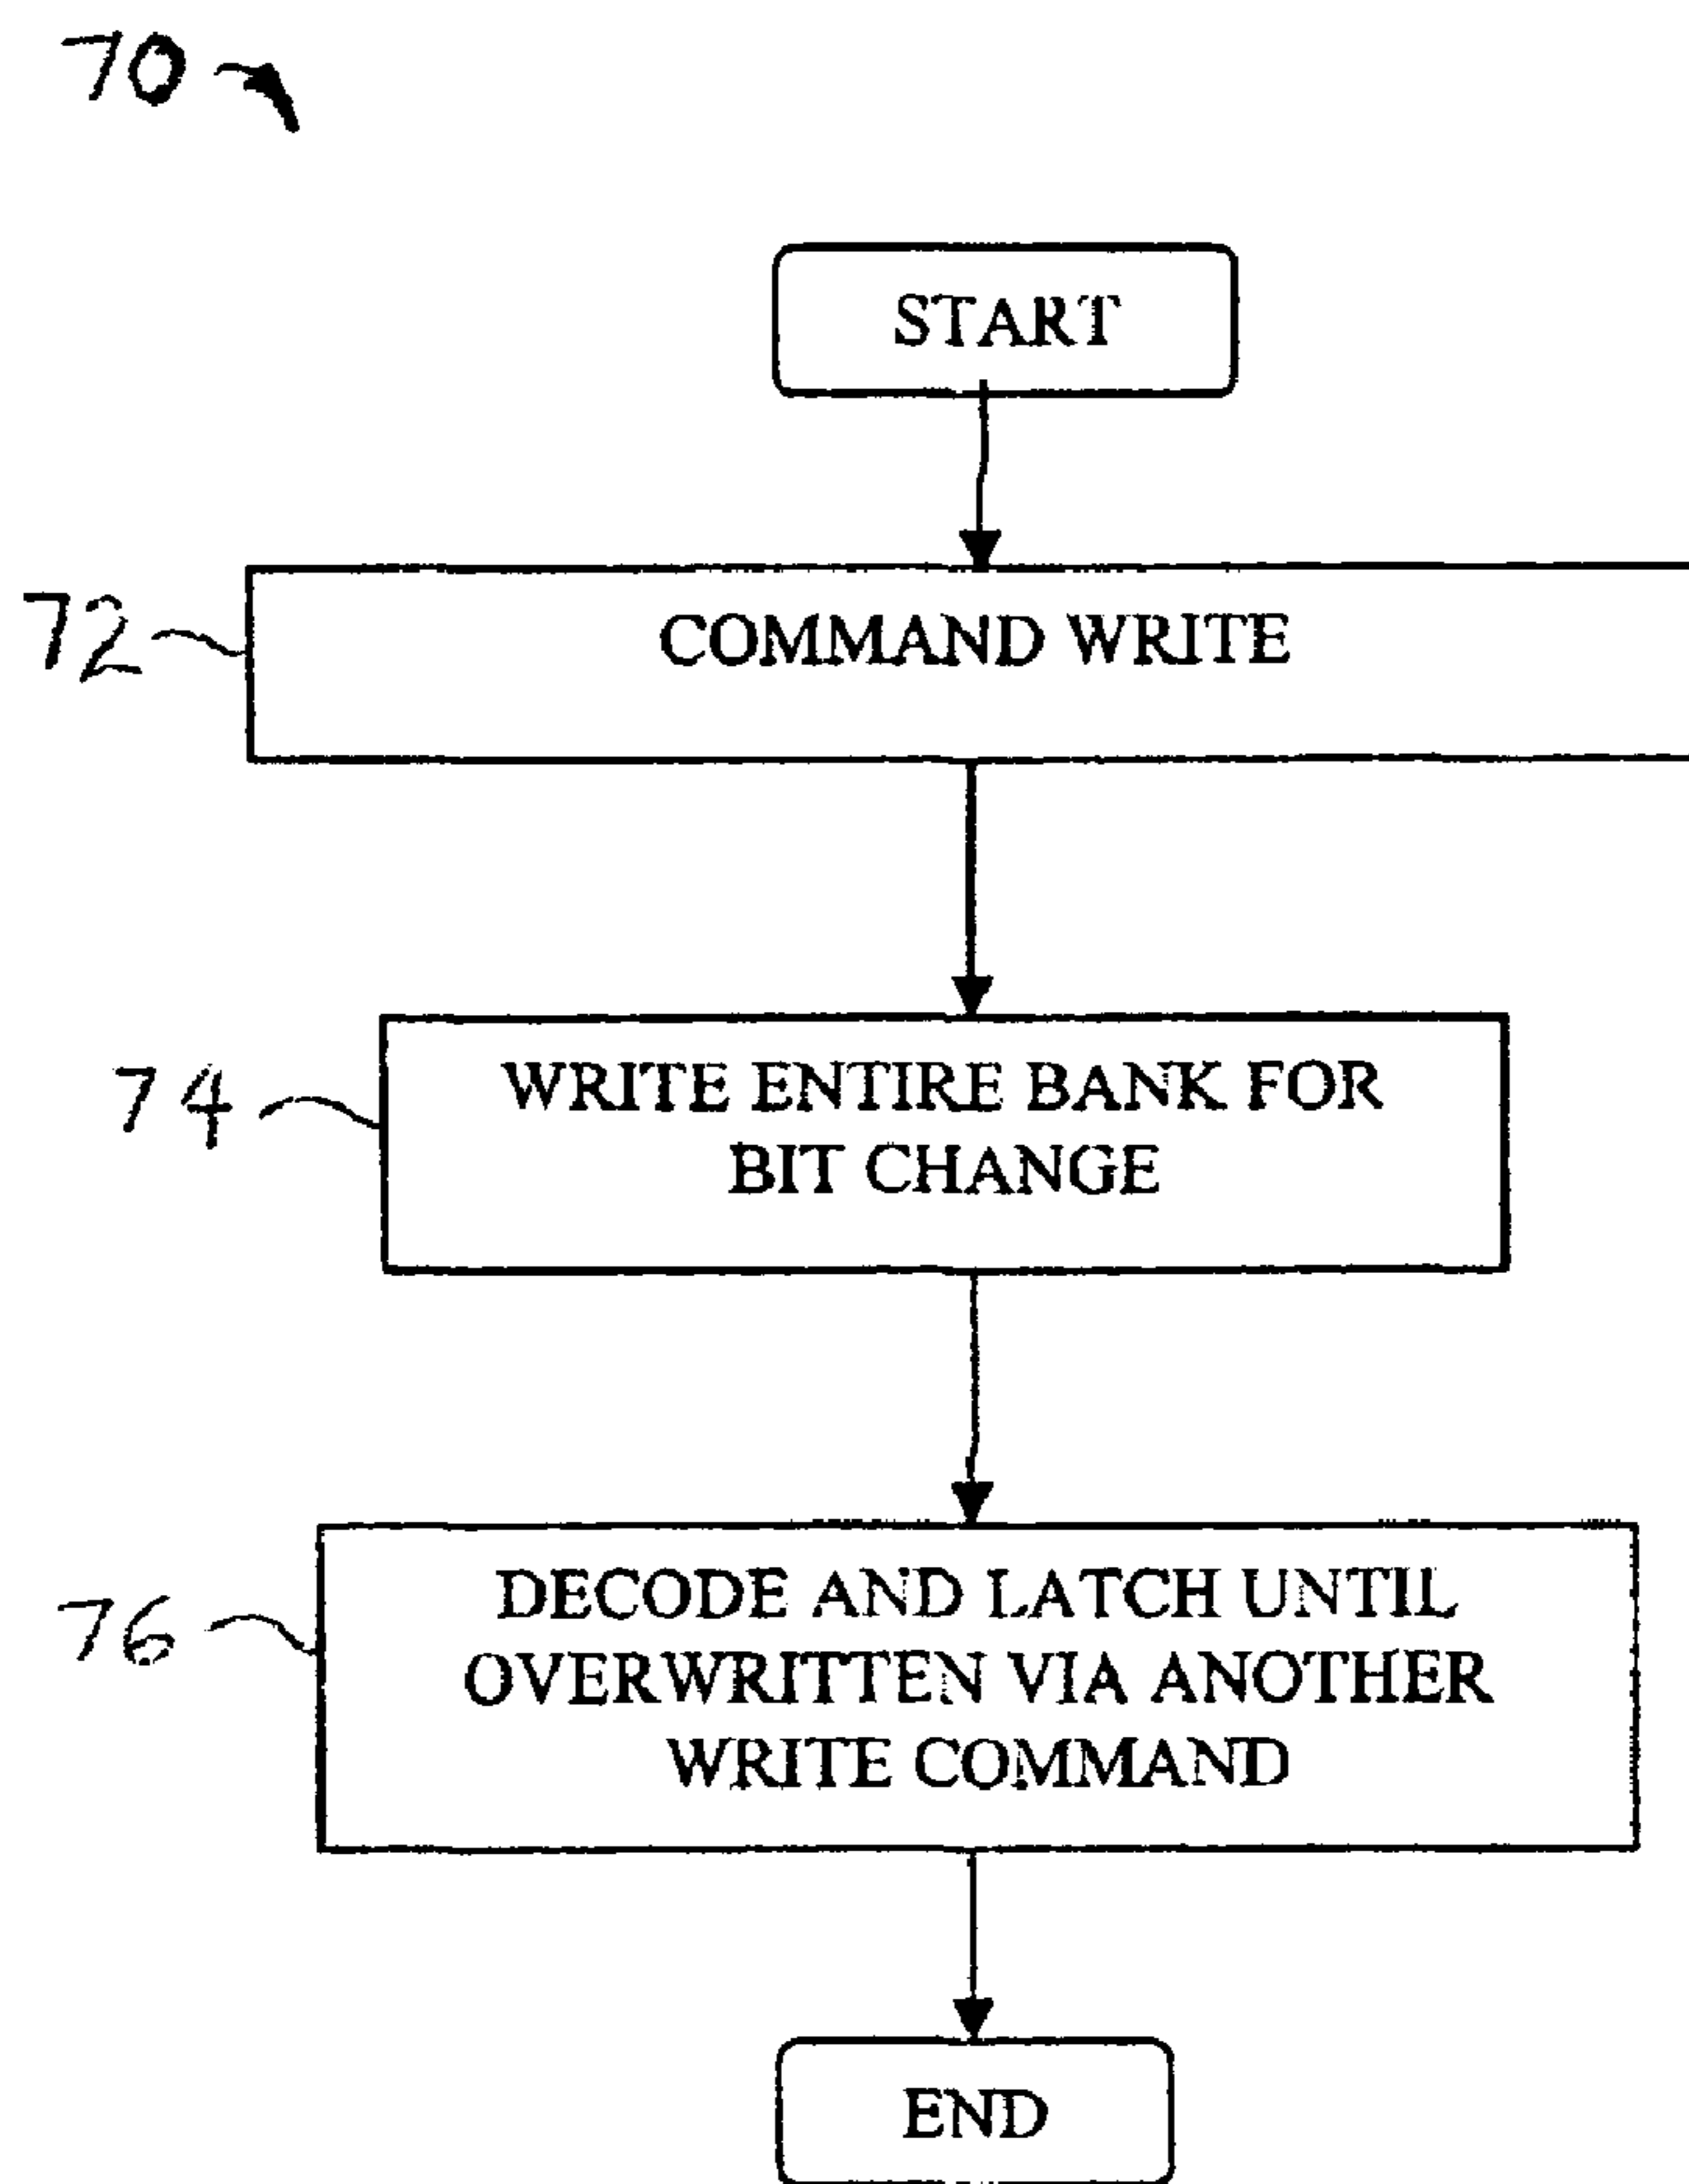 70
START
72
COMMAND WRITE
74
WRITE ENTIRE BANK FOR
BIT CHANGE
76
DECODE AND LATCH UNTIL
OVERWRITTEN VIA ANOTHER
WRITE COMMAND
END